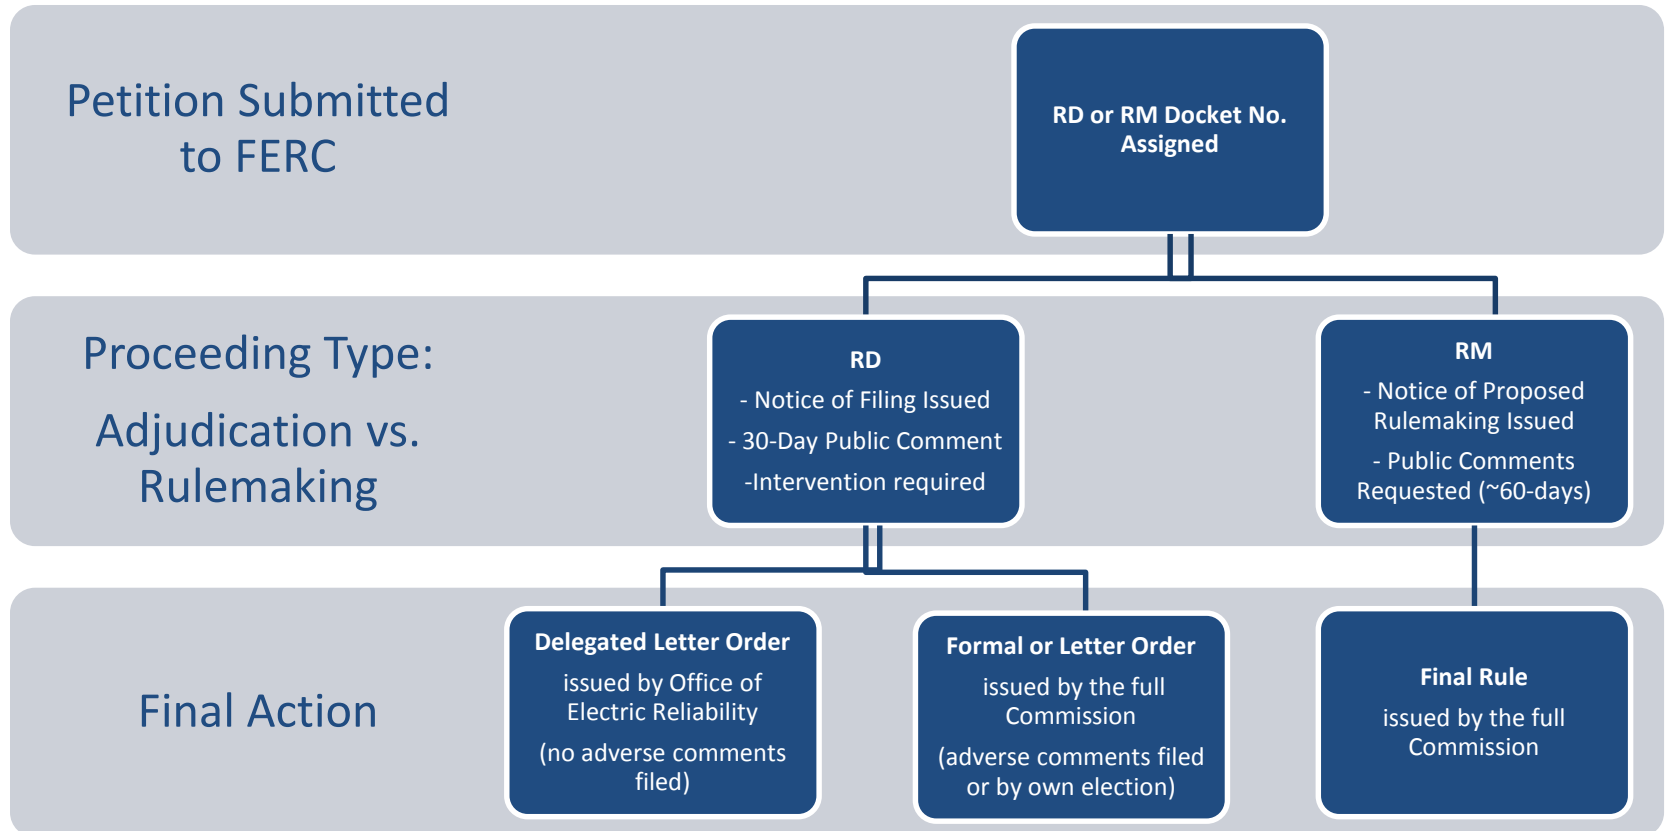 Petition Submitted
to FERC
RD or RM Docket No.
Assigned
Proceeding Type:
Adjudication vs.
Rulemaking
RD
- Notice of Filing Issued
- 30-Day Public Comment
-Intervention required
RM
- Notice of Proposed
Rulemaking Issued
- Public Comments
Requested (~60-days)
Final Action
Delegated Letter Order
issued by Office of
Electric Reliability
(no adverse comments
filed)
Formal or Letter Order
issued by the full
Commission
(adverse comments filed
or by own election)
Final Rule
issued by the full
Commission